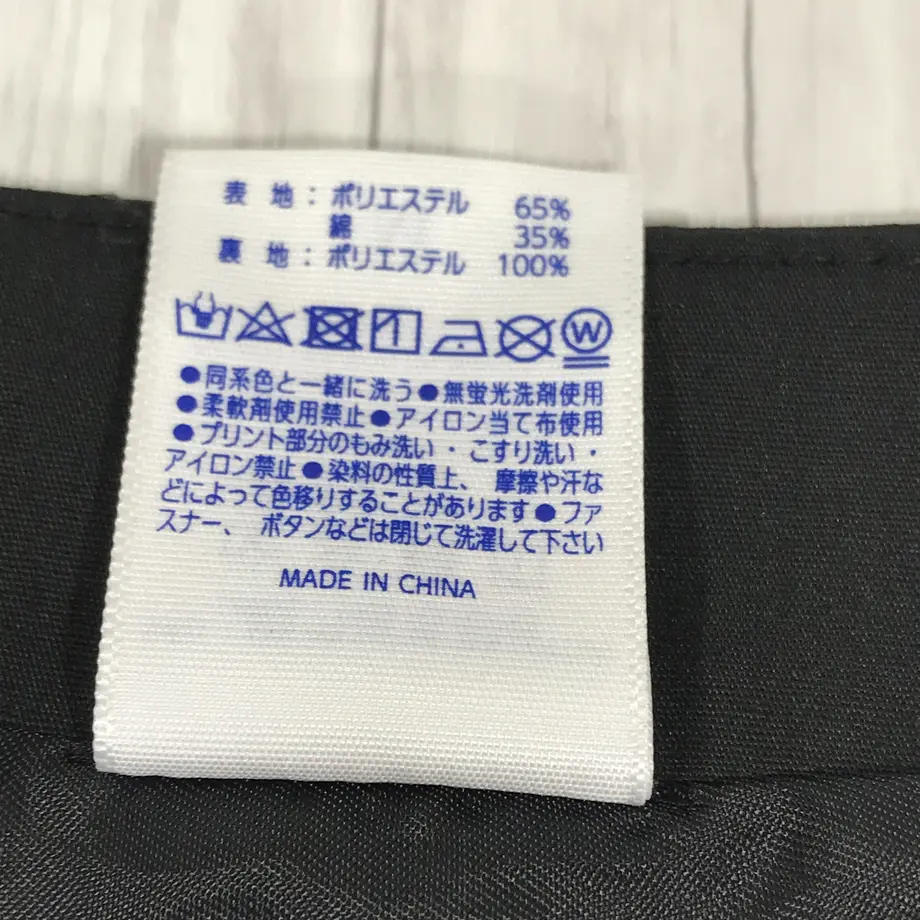 表 地 : ポリエステル 65%
綿 35%
裏 地 : ポリエステル 100%
W
●同系色と一緒に洗う●無蛍光洗剤使用
●柔軟剤使用禁止●アイロン当て布使用
●プリント部分のもみ洗い・こすり洗い・
アイロン禁止●染料の性質上、摩擦や汗な
どによって色移りすることがあります●ファ
スナー、ボタンなどは閉じて洗濯して下さい
MADE IN CHINA